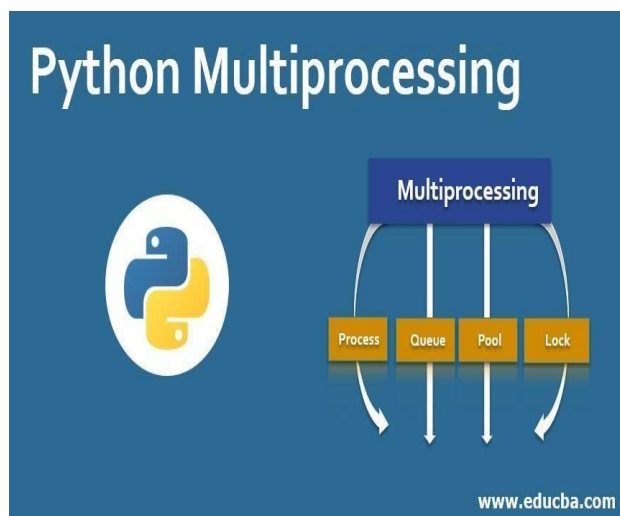 Python Multiprocessing
Multiprocessing
Process Queue Pool Lock
www.educba.com